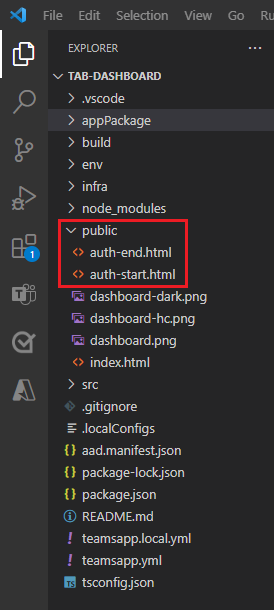 File Edit Selection View Go Ru
EXPLORER
TAB-DASHBOARD
.vscode
appPackage
build
env
infra
node_modules
public
auth-end.html
auth-start.html
dashboard-dark.png
dashboard-hc.png
dashboard.png
index.html
src
.gitignore
.localConfigs
aad.manifest.json
package-lock.json
package.json
README.md
teamsapp.local.yml
teamsapp.yml
tsconfig.json
1